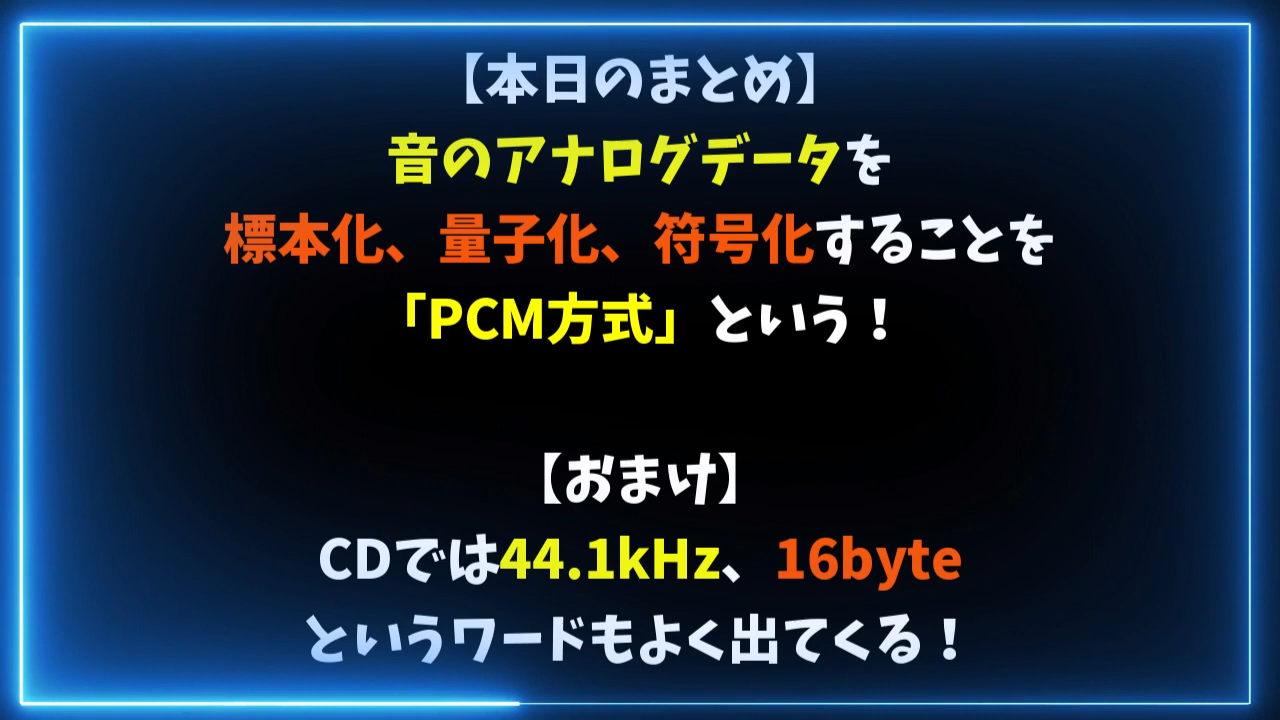 【本日のまとめ】
音のアナログデータを
標本化、量子化、符号化することを
「PCM方式」という！
【おまけ】
CDでは44.1kHz、16byte
というワードもよく出てくる！